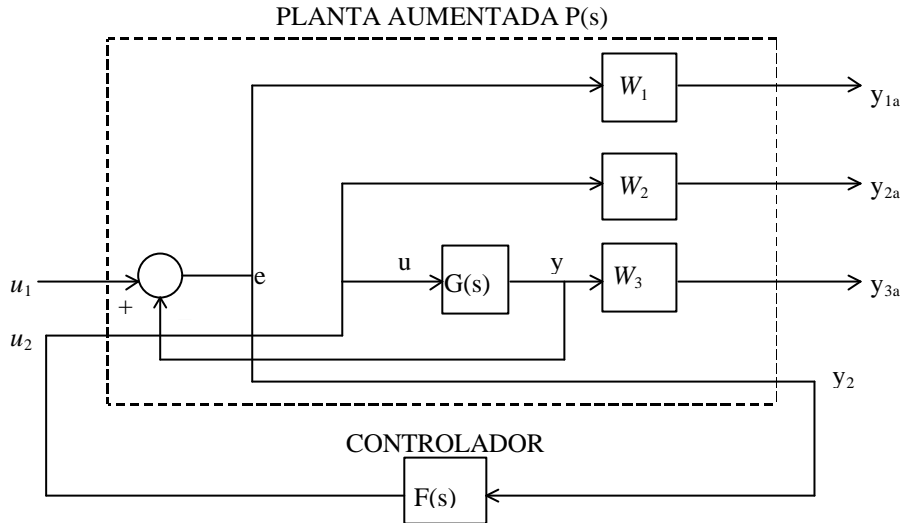 PLANTA AUMENTADA P(s)
W₁
y₁ₐ
W₂
y₂ₐ
u₁
+
e
u
G(s)
y
W₃
y₃ₐ
u₂
y₂
CONTROLADOR
F(s)